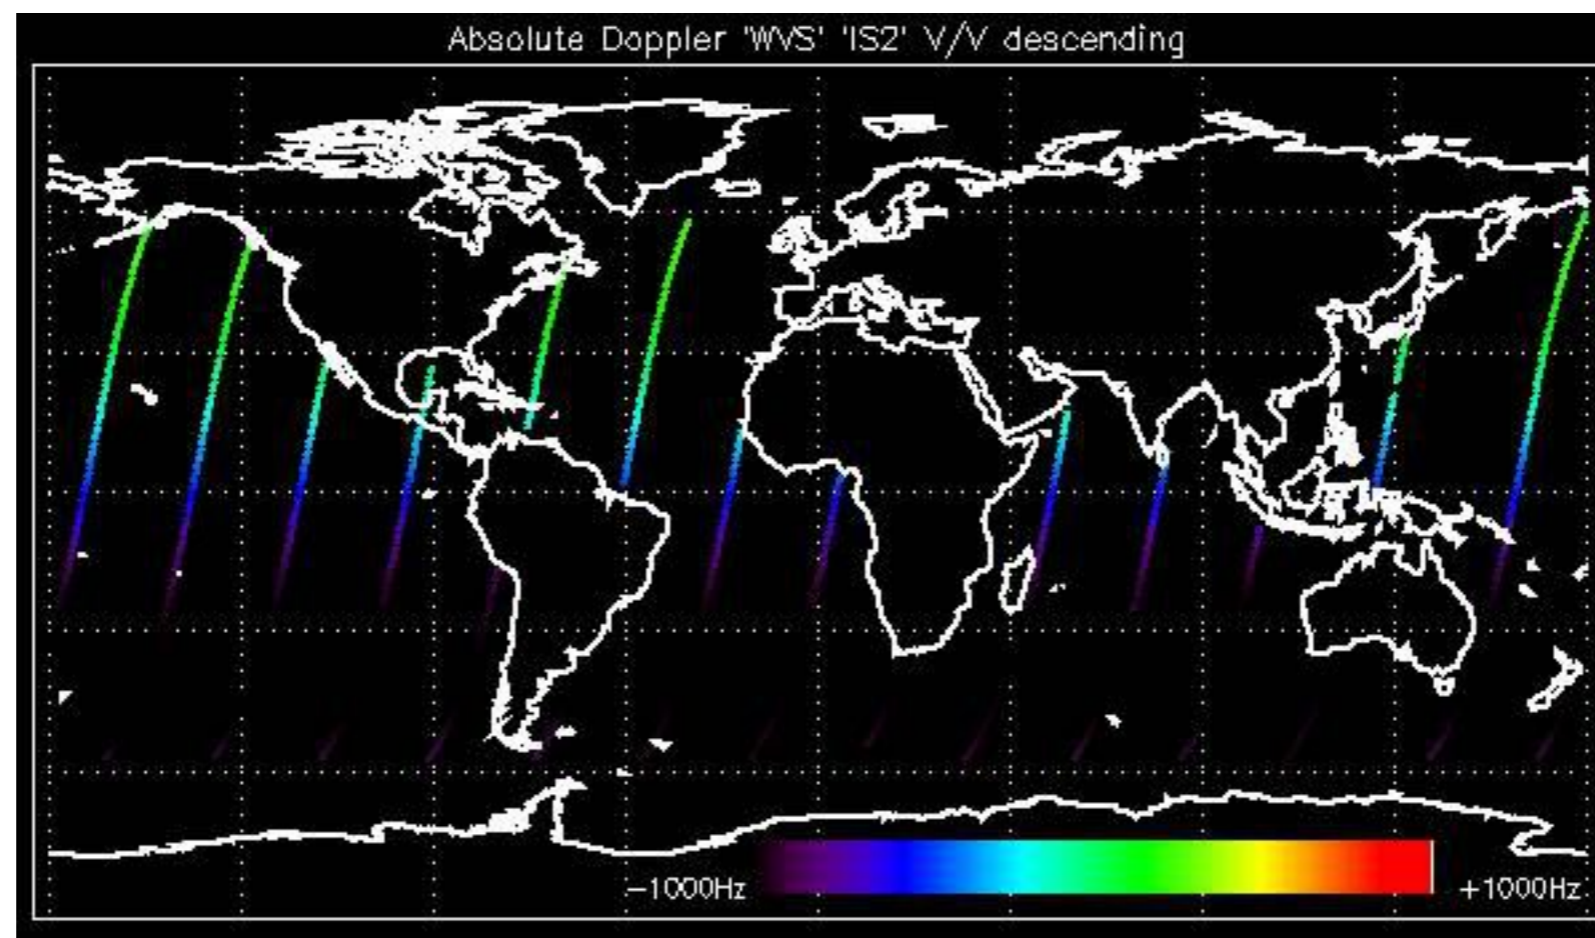 Absolute Doppler 'WVS' 'IS2' V/V descending
−1000Hz +1000Hz